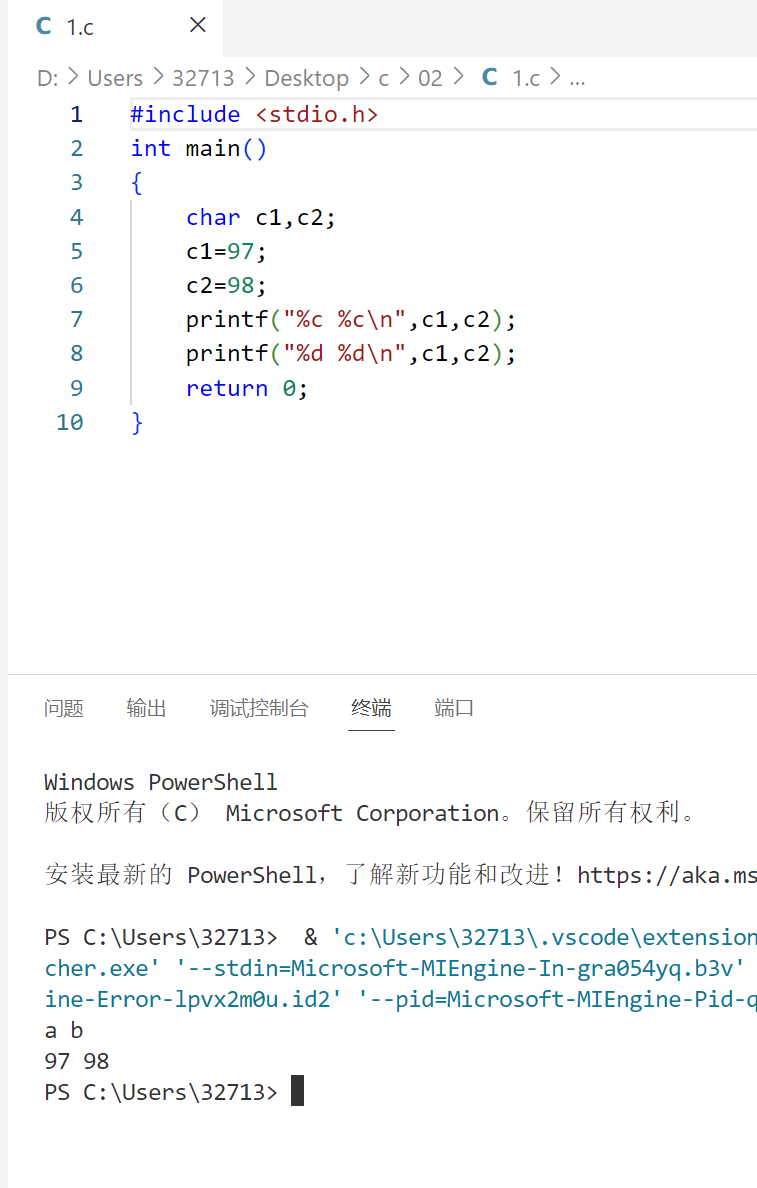 C 1.c ×
D: > Users > 32713 > Desktop > c > 02 > C 1.c > ...
1 #include <stdio.h>
2 int main()
3 {
4 char c1,c2;
5 c1=97;
6 c2=98;
7 printf("%c %c\n",c1,c2);
8 printf("%d %d\n",c1,c2);
9 return 0;
10 }
问题 输出 调试控制台 终端 端口
Windows PowerShell
版权所有（C） Microsoft Corporation。保留所有权利。
安装最新的 PowerShell，了解新功能和改进！https://aka.ms
PS C:\Users\32713>  & 'c:\Users\32713\.vscode\extension
cher.exe' '--stdin=Microsoft-MIEngine-In-gra054yq.b3v'
ine-Error-lpvx2m0u.id2' '--pid=Microsoft-MIEngine-Pid-q
a b
97 98
PS C:\Users\32713>